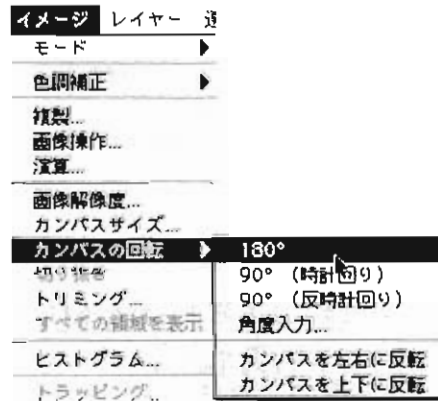 イメージ レイヤー
モード
色調補正
複製...
画像操作...
演算...
画像解像度...
カンバスサイズ...
カンバスの回転
切り抜き
トリミング...
すべての領域を表示
ヒストグラム...
トラッピング...
180°
90° （時計回り）
90° （反時計回り）
角度入力...
カンバスを左右に反転
カンバスを上下に反転